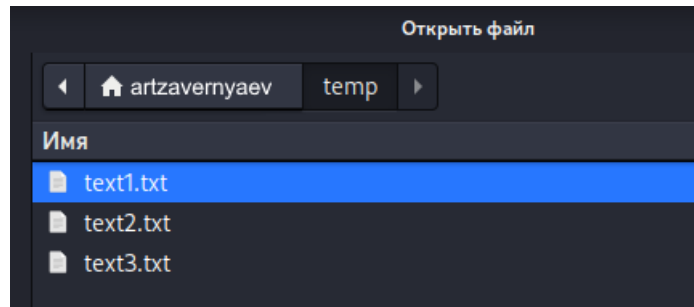 Открыть файл
artzavernyaev temp
Имя
text1.txt
text2.txt
text3.txt